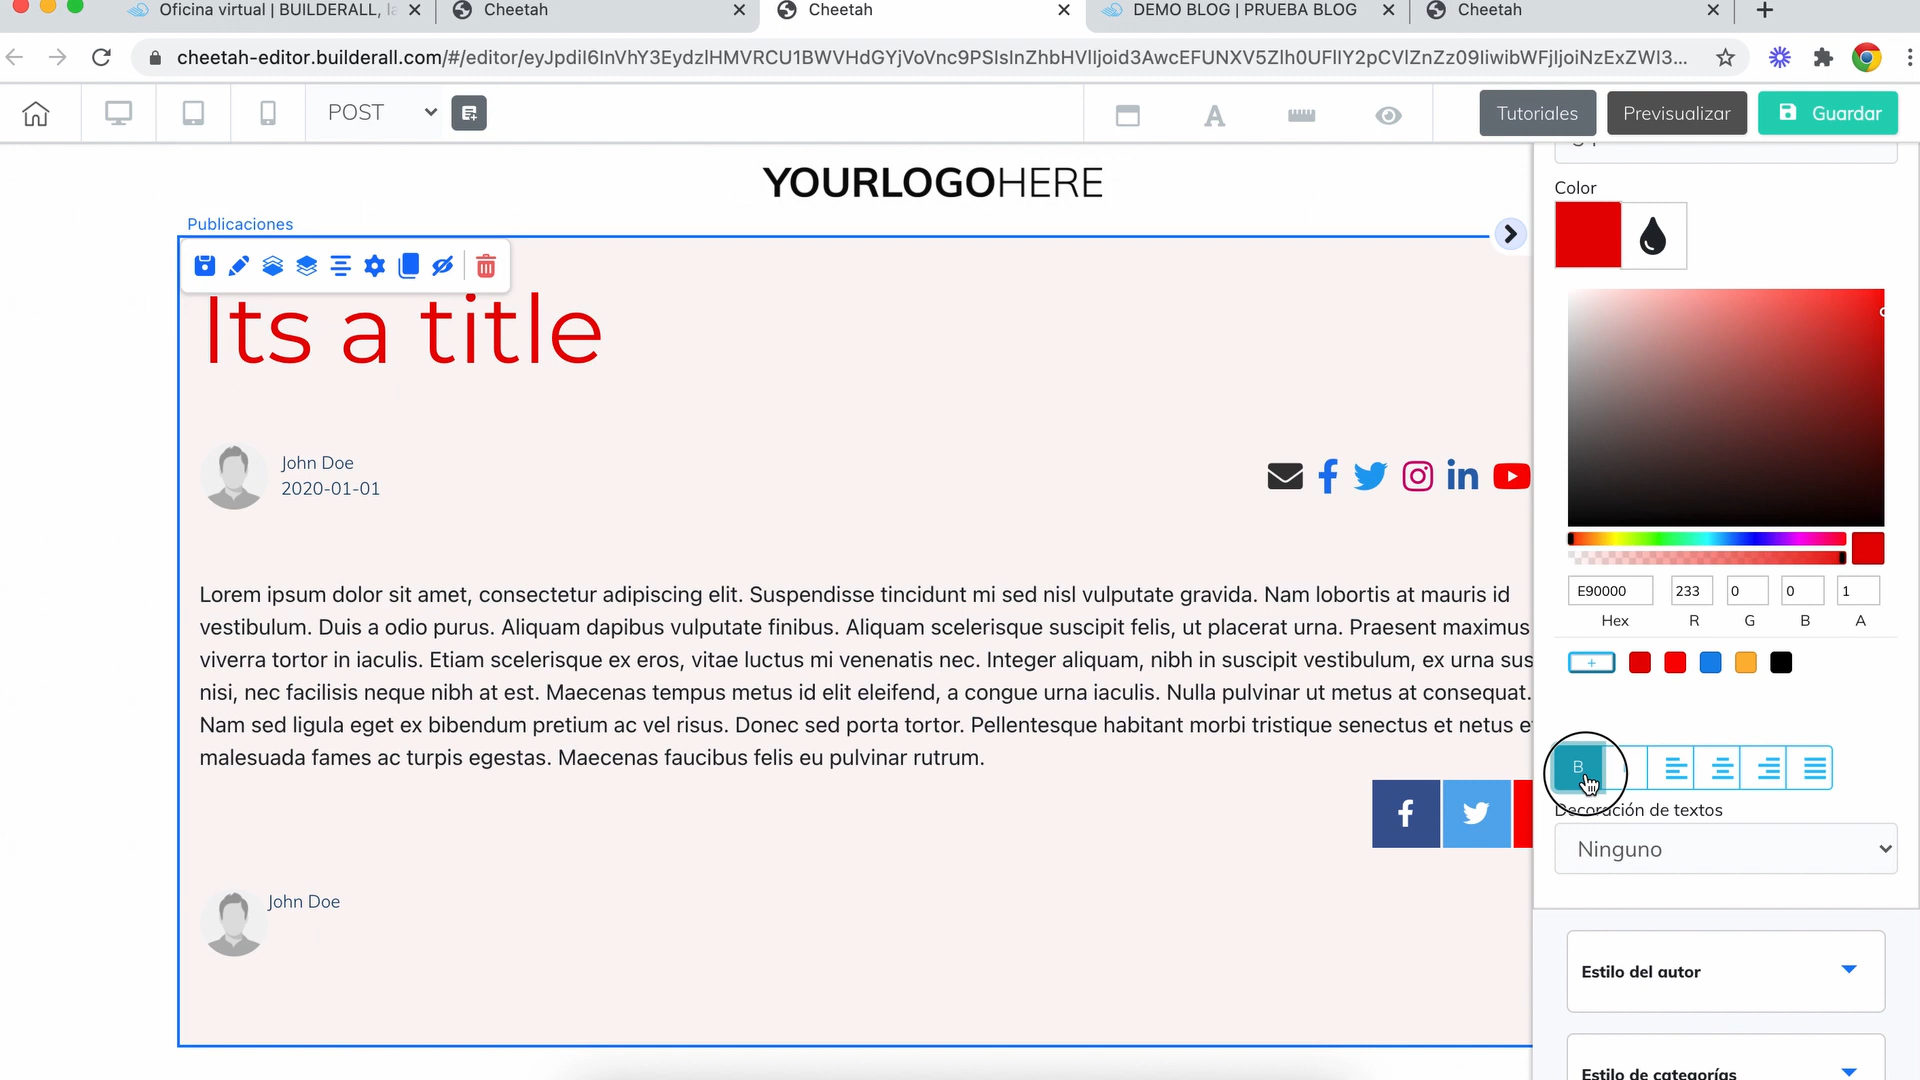 Oficina virtual | BUILDERALL,
Cheetah
Cheetah
DEMO BLOG | PRUEBA BLOG
Cheetah
cheetah-editor.builderall.com/#/editor/eyJpdiI6InVhY3EydzlHMVRCU1BWVHdGYjVoVnc9PSIsInZhbHVlIjoid3AwcEFUNXV5Zlh0UFlIY2pCVlZnZz09IiwibWFjIjoiNzExZWI3...
POST
Tutoriales
Previsualizar
Guardar
YOURLOGOHERE
Color
Publicaciones
Its a title
John Doe
2020-01-01
Lorem ipsum dolor sit amet, consectetur adipiscing elit. Suspendisse tincidunt mi sed nisl vulputate gravida. Nam lobortis at mauris id
vestibulum. Duis a odio purus. Aliquam dapibus vulputate finibus. Aliquam scelerisque suscipit felis, ut placerat urna. Praesent maximus
viverra tortor in iaculis. Etiam scelerisque ex eros, vitae luctus mi venenatis nec. Integer aliquam, nibh in suscipit vestibulum, ex urna sus
nisi, nec facilisis neque nibh at est. Maecenas tempus metus id elit eleifend, a congue urna iaculis. Nulla pulvinar ut metus at consequat.
Nam sed ligula eget ex bibendum pretium ac vel risus. Donec sed porta tortor. Pellentesque habitant morbi tristique senectus et netus e
malesuada fames ac turpis egestas. Maecenas faucibus felis eu pulvinar rutrum.
John Doe
E90000 233 0 0 1
Hex R G B A
B
Decoración de textos
Ninguno
Estilo del autor
Estilo de categorías